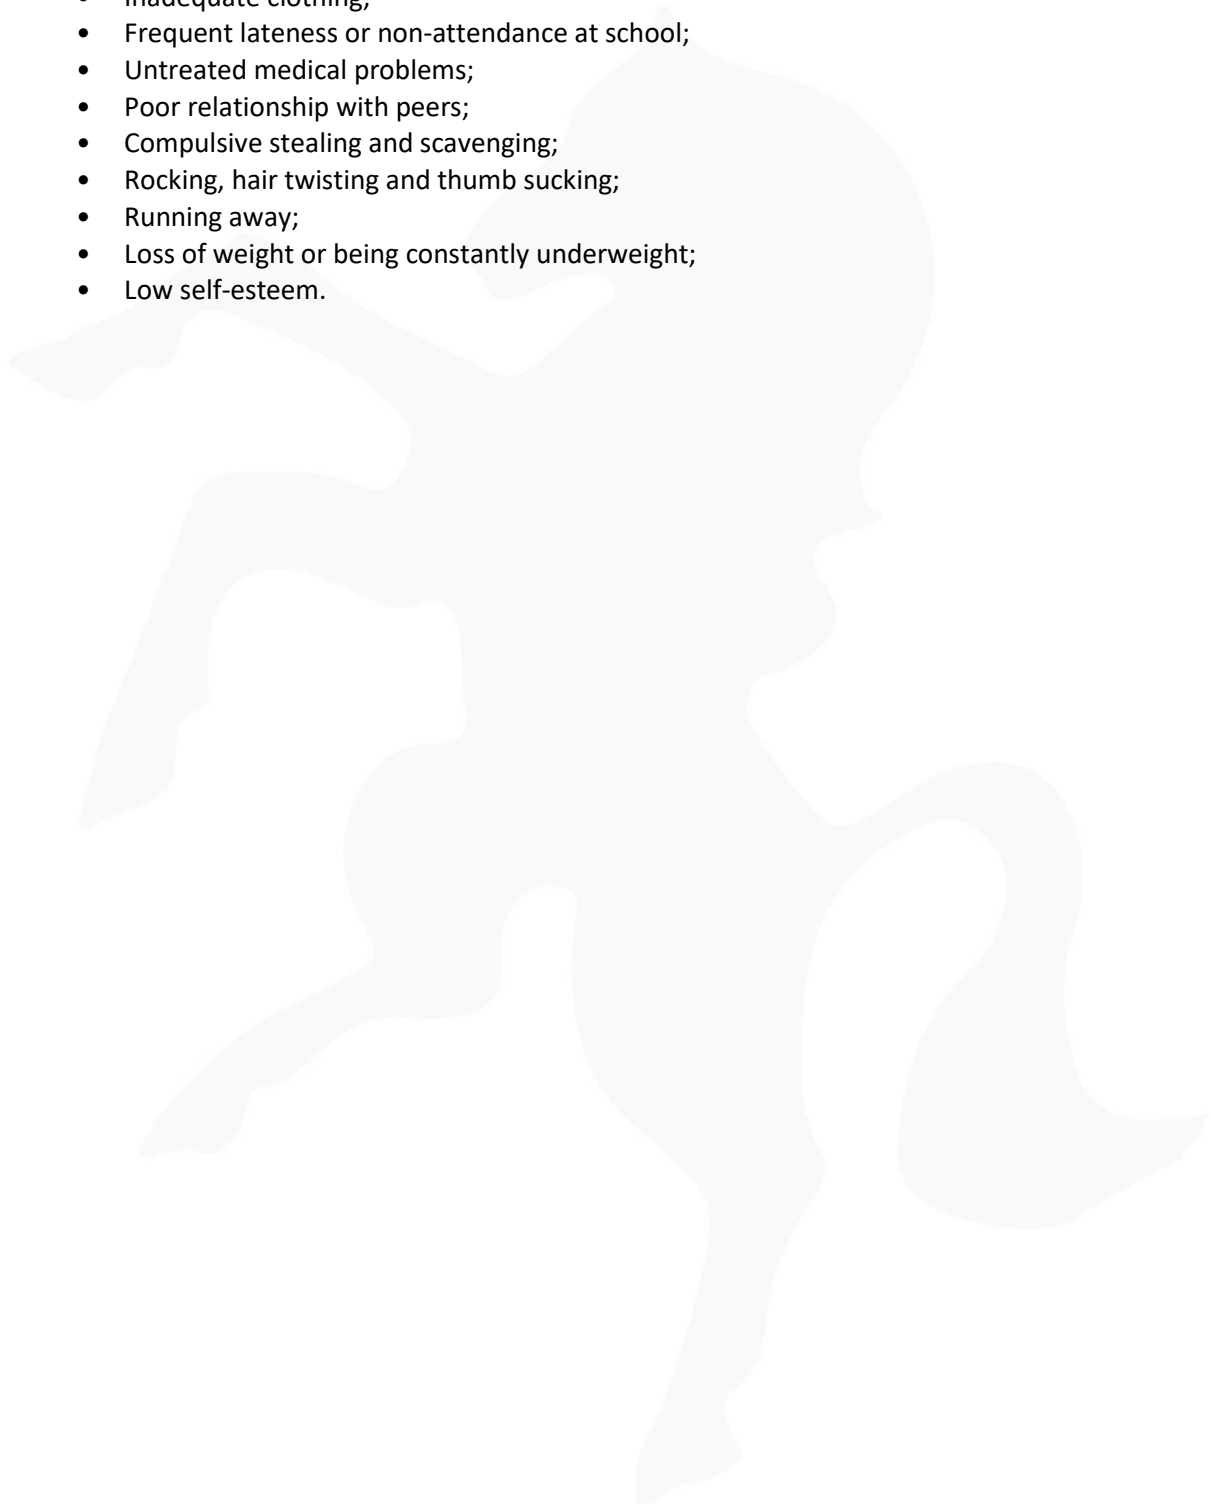 • Inadequate clothing;
• Frequent lateness or non-attendance at school;
• Untreated medical problems;
• Poor relationship with peers;
• Compulsive stealing and scavenging;
• Rocking, hair twisting and thumb sucking;
• Running away;
• Loss of weight or being constantly underweight;
• Low self-esteem.